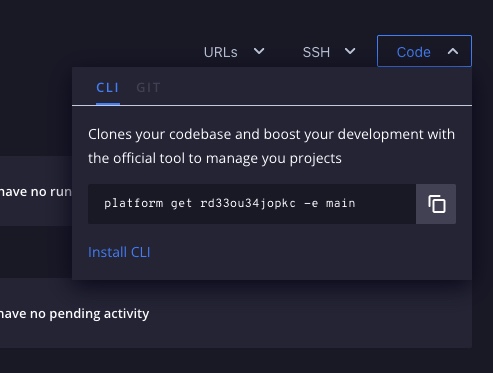 URLs
SSH
Code
CLI
GIT
Clones your codebase and boost your development with
the official tool to manage you projects
have no run
platform get rd33ou34jopkc -e main
Install CLI
have no pending activity